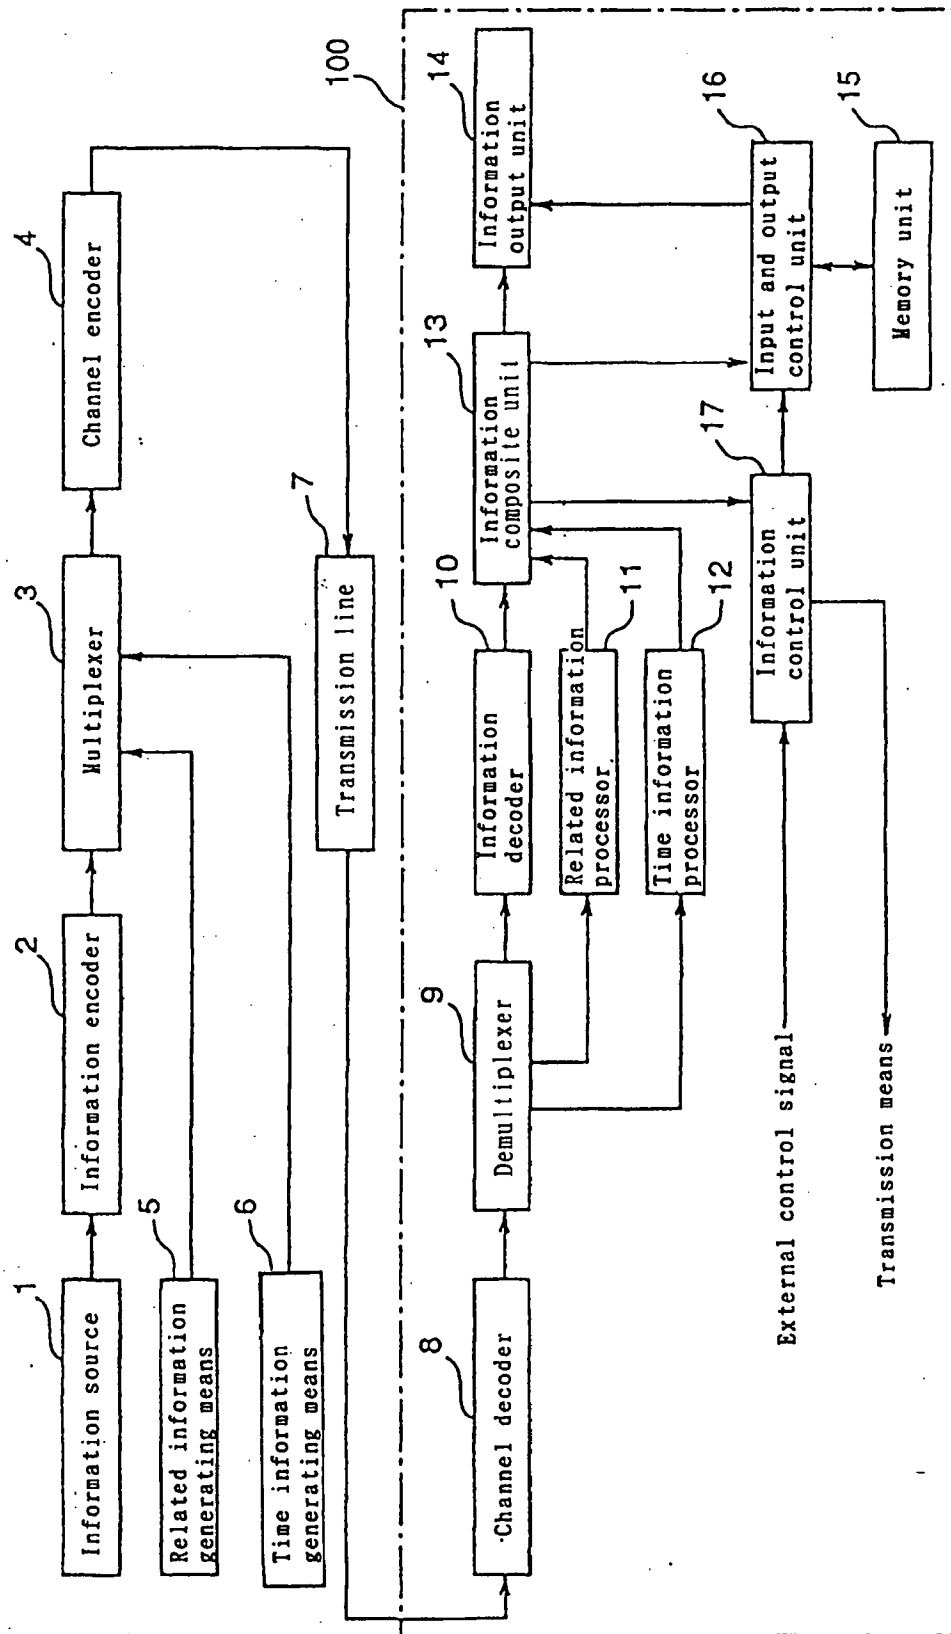 1
Information source
2
Information encoder
3
Multiplexer
4
Channel encoder
5
Related information
generating means
6
Time information
generating means
7
Transmission line
100
8
Channel decoder
9
Demultiplexer
10
Information
decoder
Related information
processor
11
Time information
processor
12
13
Information
composite unit
14
Information
output unit
External control signal
Transmission means
17
Information
control unit
16
Input and output
control unit
15
Memory unit